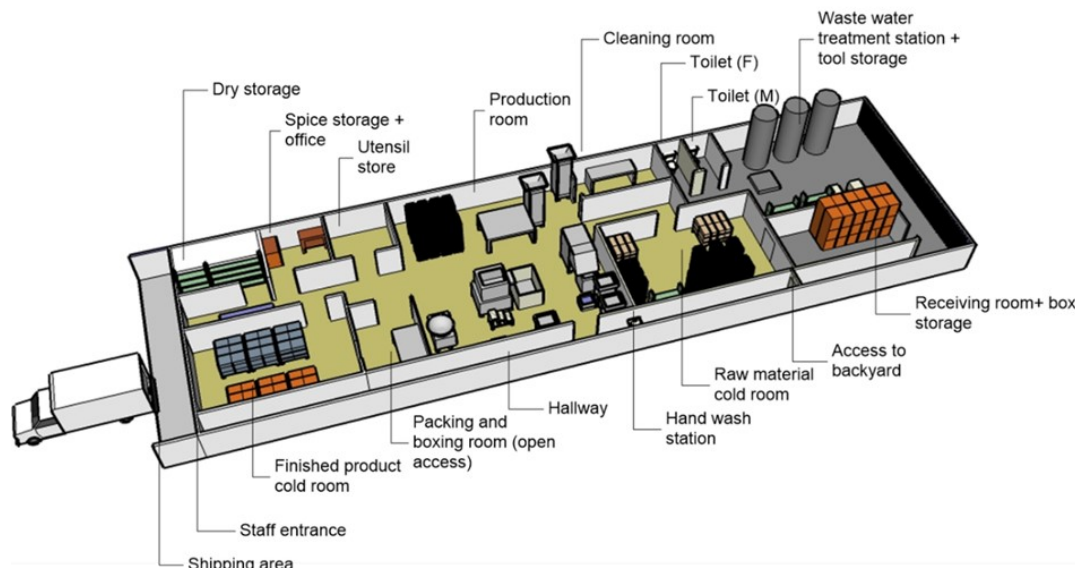 Waste water
treatment station +
tool storage
Cleaning room
Toilet (F)
Toilet (M)
Dry storage
Production
room
Spice storage +
office
Utensil
store
Receiving room+ box
storage
Access to
backyard
Raw material
cold room
Hand wash
station
Hallway
Packing and
boxing room (open
access)
Finished product
cold room
Staff entrance
Shipping area